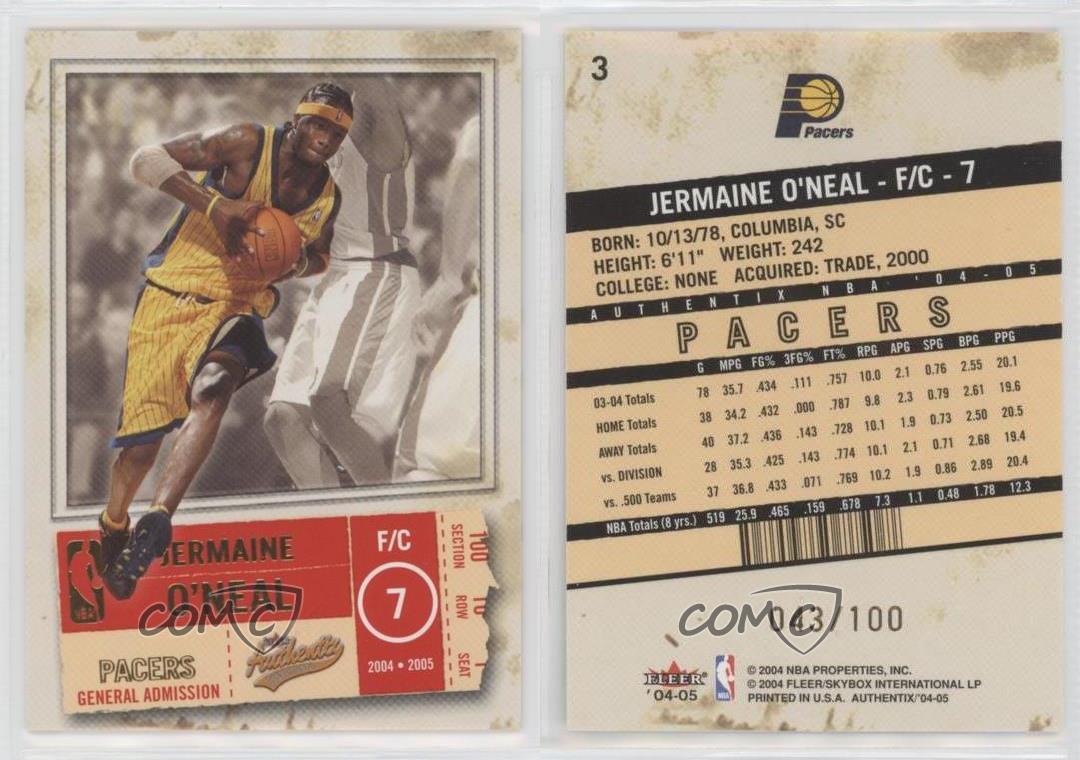 JERMAINE
O'NEAL
NBA
PACERS
GENERAL ADMISSION
Authentix
F/C
7
2004 • 2005
SECTION ROW SEAT
100
COMC
3
Pacers
JERMAINE O'NEAL - F/C - 7
BORN: 10/13/78, COLUMBIA, SC
HEIGHT: 6'11" WEIGHT: 242
COLLEGE: NONE ACQUIRED: TRADE, 2000
AUTHENTIX NBA '04-05
PACERS
G MPG FG% 3FG% FT% RPG APG SPG BPG PPG
03-04 Totals 78 35.7 .434 .111 .757 10.0 2.1 0.76 2.55 20.1
HOME Totals 38 34.2 .432 .000 .787 9.8 2.3 0.79 2.61 19.6
AWAY Totals 40 37.2 .436 .143 .728 10.1 1.9 0.73 2.50 20.5
vs. DIVISION 28 35.3 .425 .143 .774 10.1 2.1 0.71 2.68 19.4
vs. .500 Teams 37 36.8 .433 .071 .769 10.2 1.9 0.86 2.89 20.4
NBA Totals (8 yrs.) 519 25.9 .465 .159 .678 7.3 1.1 0.48 1.78 12.3
043/100
COMC
FLEER
'04-05
NBA
© 2004 NBA PROPERTIES, INC.
© 2004 FLEER/SKYBOX INTERNATIONAL LP
PRINTED IN U.S.A. AUTHENTIX/'04-05